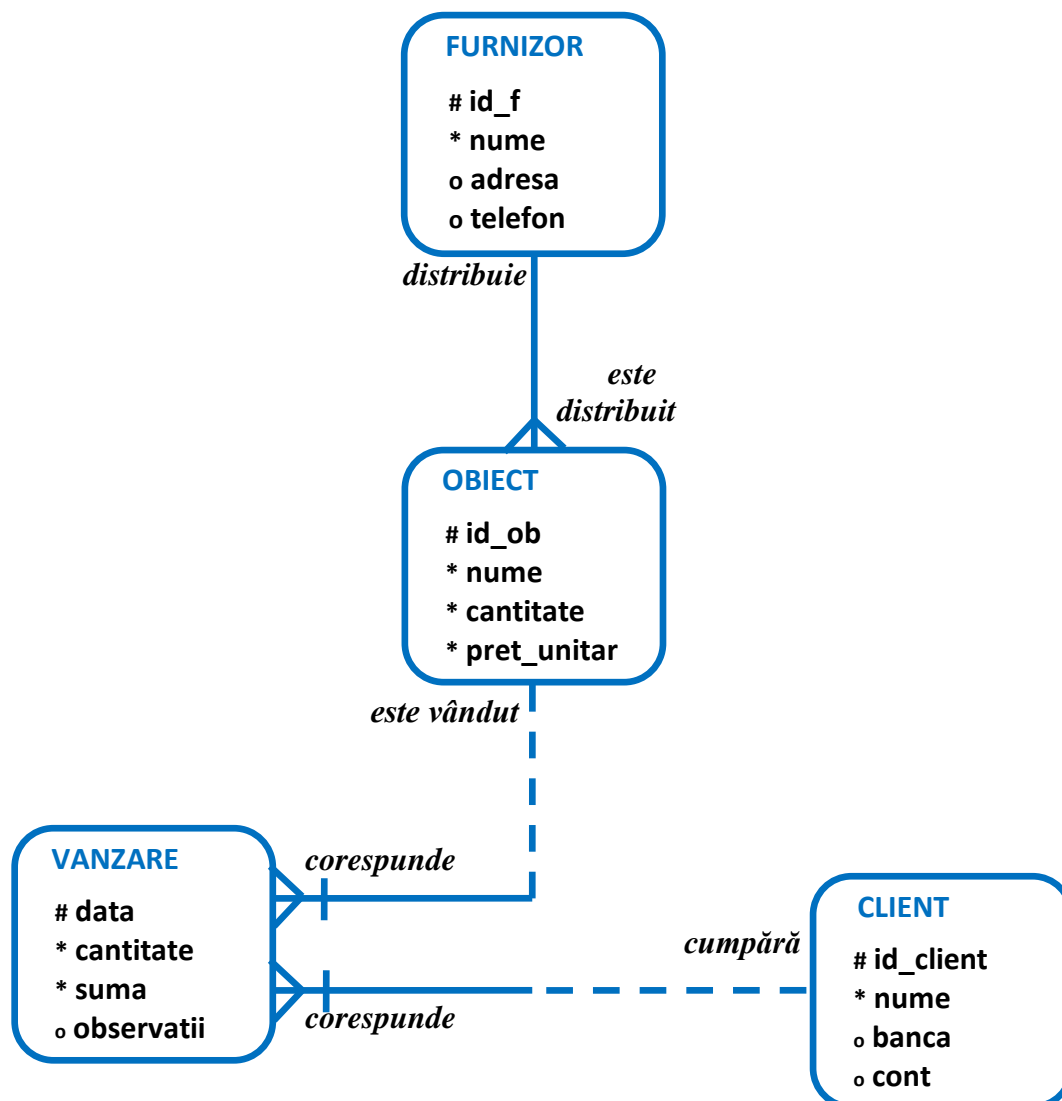 FURNIZOR
# id_f
* nume
o adresa
o telefon
distribuie
este
distribuit
OBIECT
# id_ob
* nume
* cantitate
* pret_unitar
este vândut
VANZARE
# data
* cantitate
* suma
o observatii
corespunde
corespunde
cumpără
CLIENT
# id_client
* nume
o banca
o cont